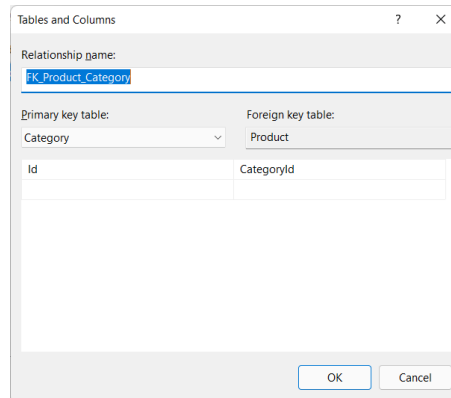 Tables and Columns ? ✕
Relationship name:
FK_Product_Category
Primary key table: Foreign key table:
Category Product
Id CategoryId
OK Cancel